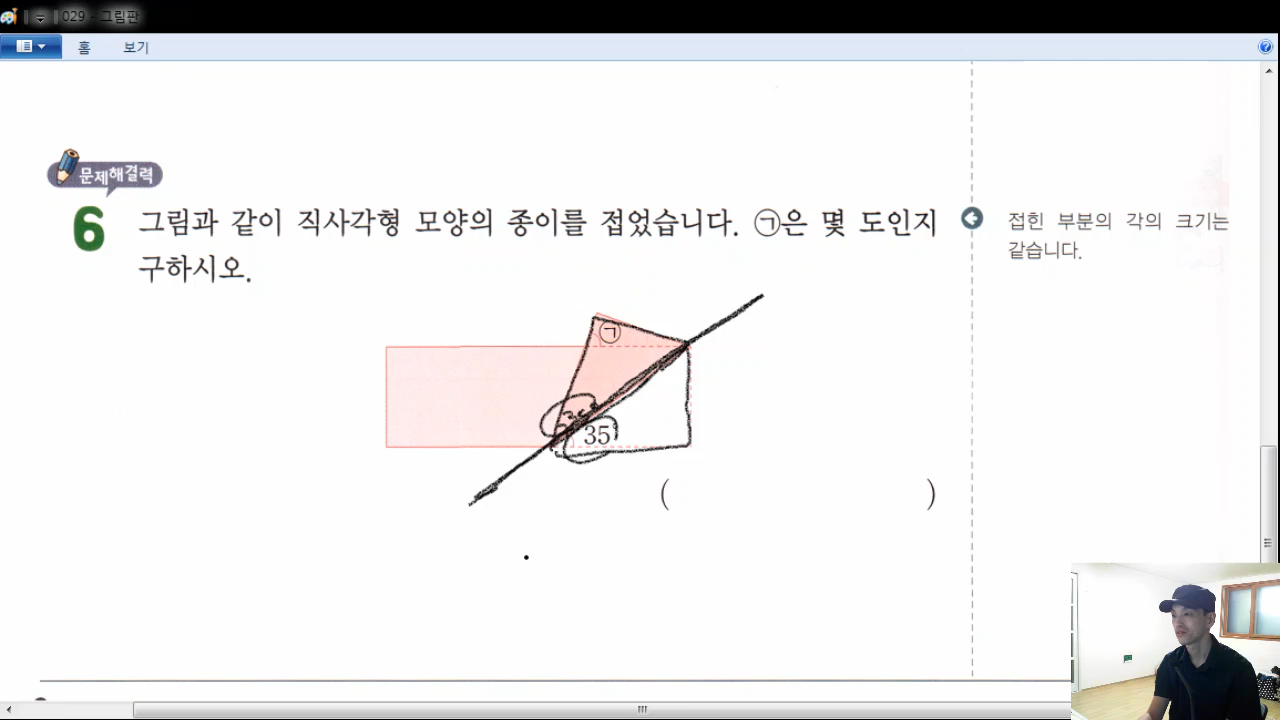 029 - 그림판
홈 보기
문제해결력
6 그림과 같이 직사각형 모양의 종이를 접었습니다. ㉠은 몇 도인지
구하시오.
접힌 부분의 각의 크기는
같습니다.
㉠
35
( )